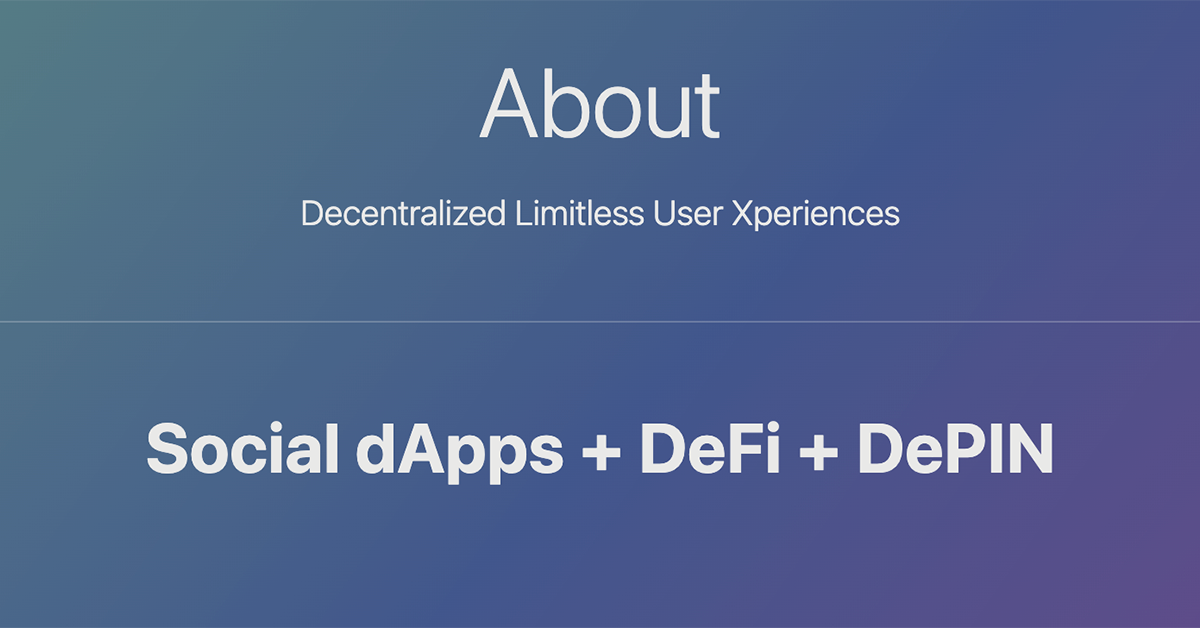 About
Decentralized Limitless User Xperiences
Social dApps + DeFi + DePIN